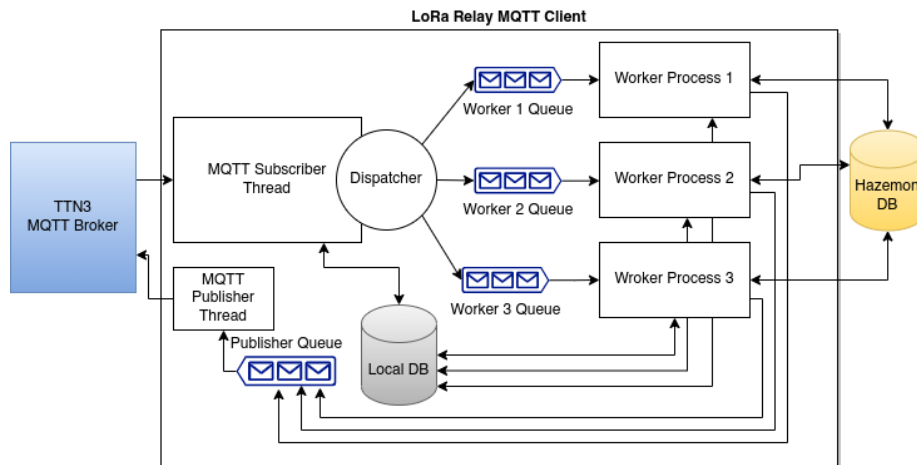 LoRa Relay MQTT Client
Worker Process 1
Worker 1 Queue
TTN3
MQTT Broker
MQTT Subscriber
Thread
Dispatcher
Worker 2 Queue
Worker Process 2
Hazemon
DB
MQTT
Publisher
Thread
Worker 3 Queue
Wroker Process 3
Publisher Queue
Local DB